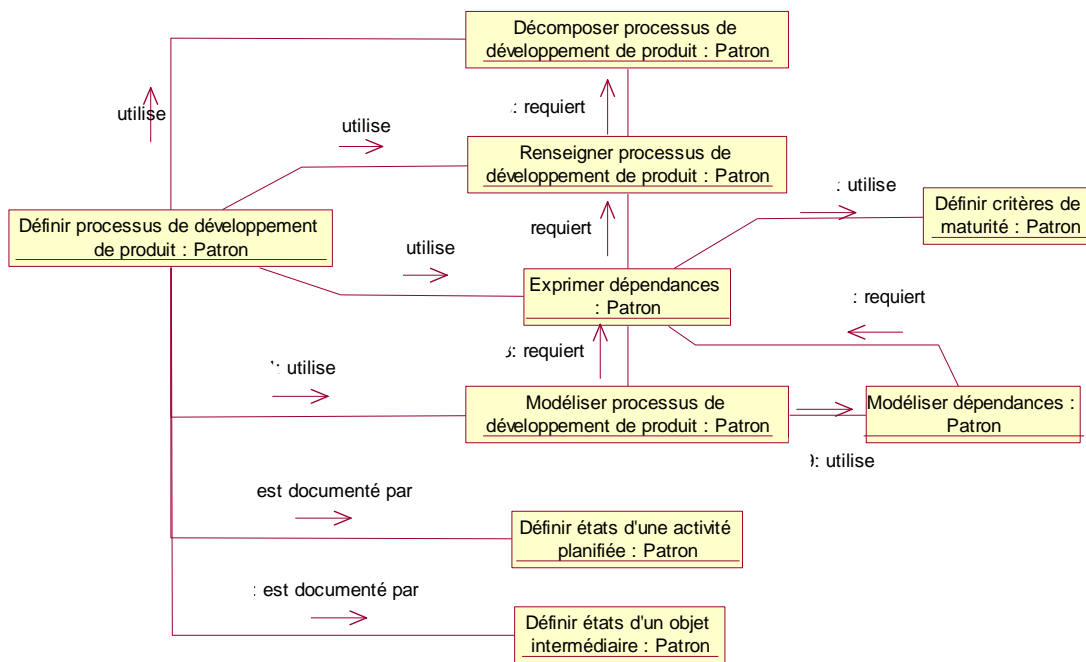 Décomposer processus de
développement de produit : Patron
utilise
: requiert
utilise
Renseigner processus de
développement de produit : Patron
: utilise
Définir critères de
maturité : Patron
Définir processus de développement
de produit : Patron
requiert
utilise
Exprimer dépendances
: Patron
: requiert
: requiert
: utilise
Modéliser processus de
développement de produit : Patron
Modéliser dépendances :
Patron
: utilise
est documenté par
Définir états d'une activité
planifiée : Patron
: est documenté par
Définir états d'un objet
intermédiaire : Patron